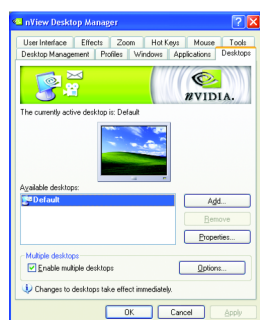 nView Desktop Manager
User Interface Effects Zoom Hot Keys Mouse Tools
Desktop Management Profiles Windows Applications Desktops
nVIDIA.
The currently active desktop is: Default
Available desktops:
Default
Add...
Remove
Properties...
Multiple desktops
Enable multiple desktops
Options...
Changes to desktops take effect immediately.
OK Cancel Apply